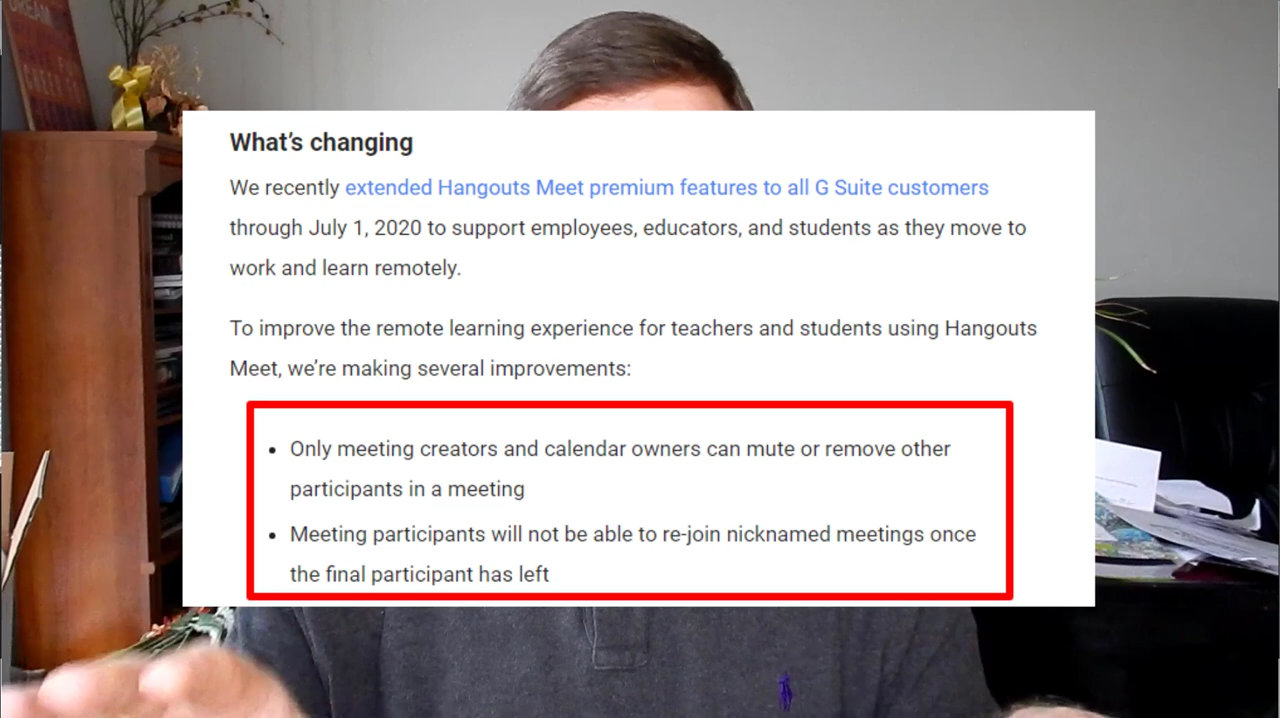 What’s changing
We recently extended Hangouts Meet premium features to all G Suite customers
through July 1, 2020 to support employees, educators, and students as they move to
work and learn remotely.
To improve the remote learning experience for teachers and students using Hangouts
Meet, we’re making several improvements:
• Only meeting creators and calendar owners can mute or remove other
participants in a meeting
• Meeting participants will not be able to re-join nicknamed meetings once
the final participant has left